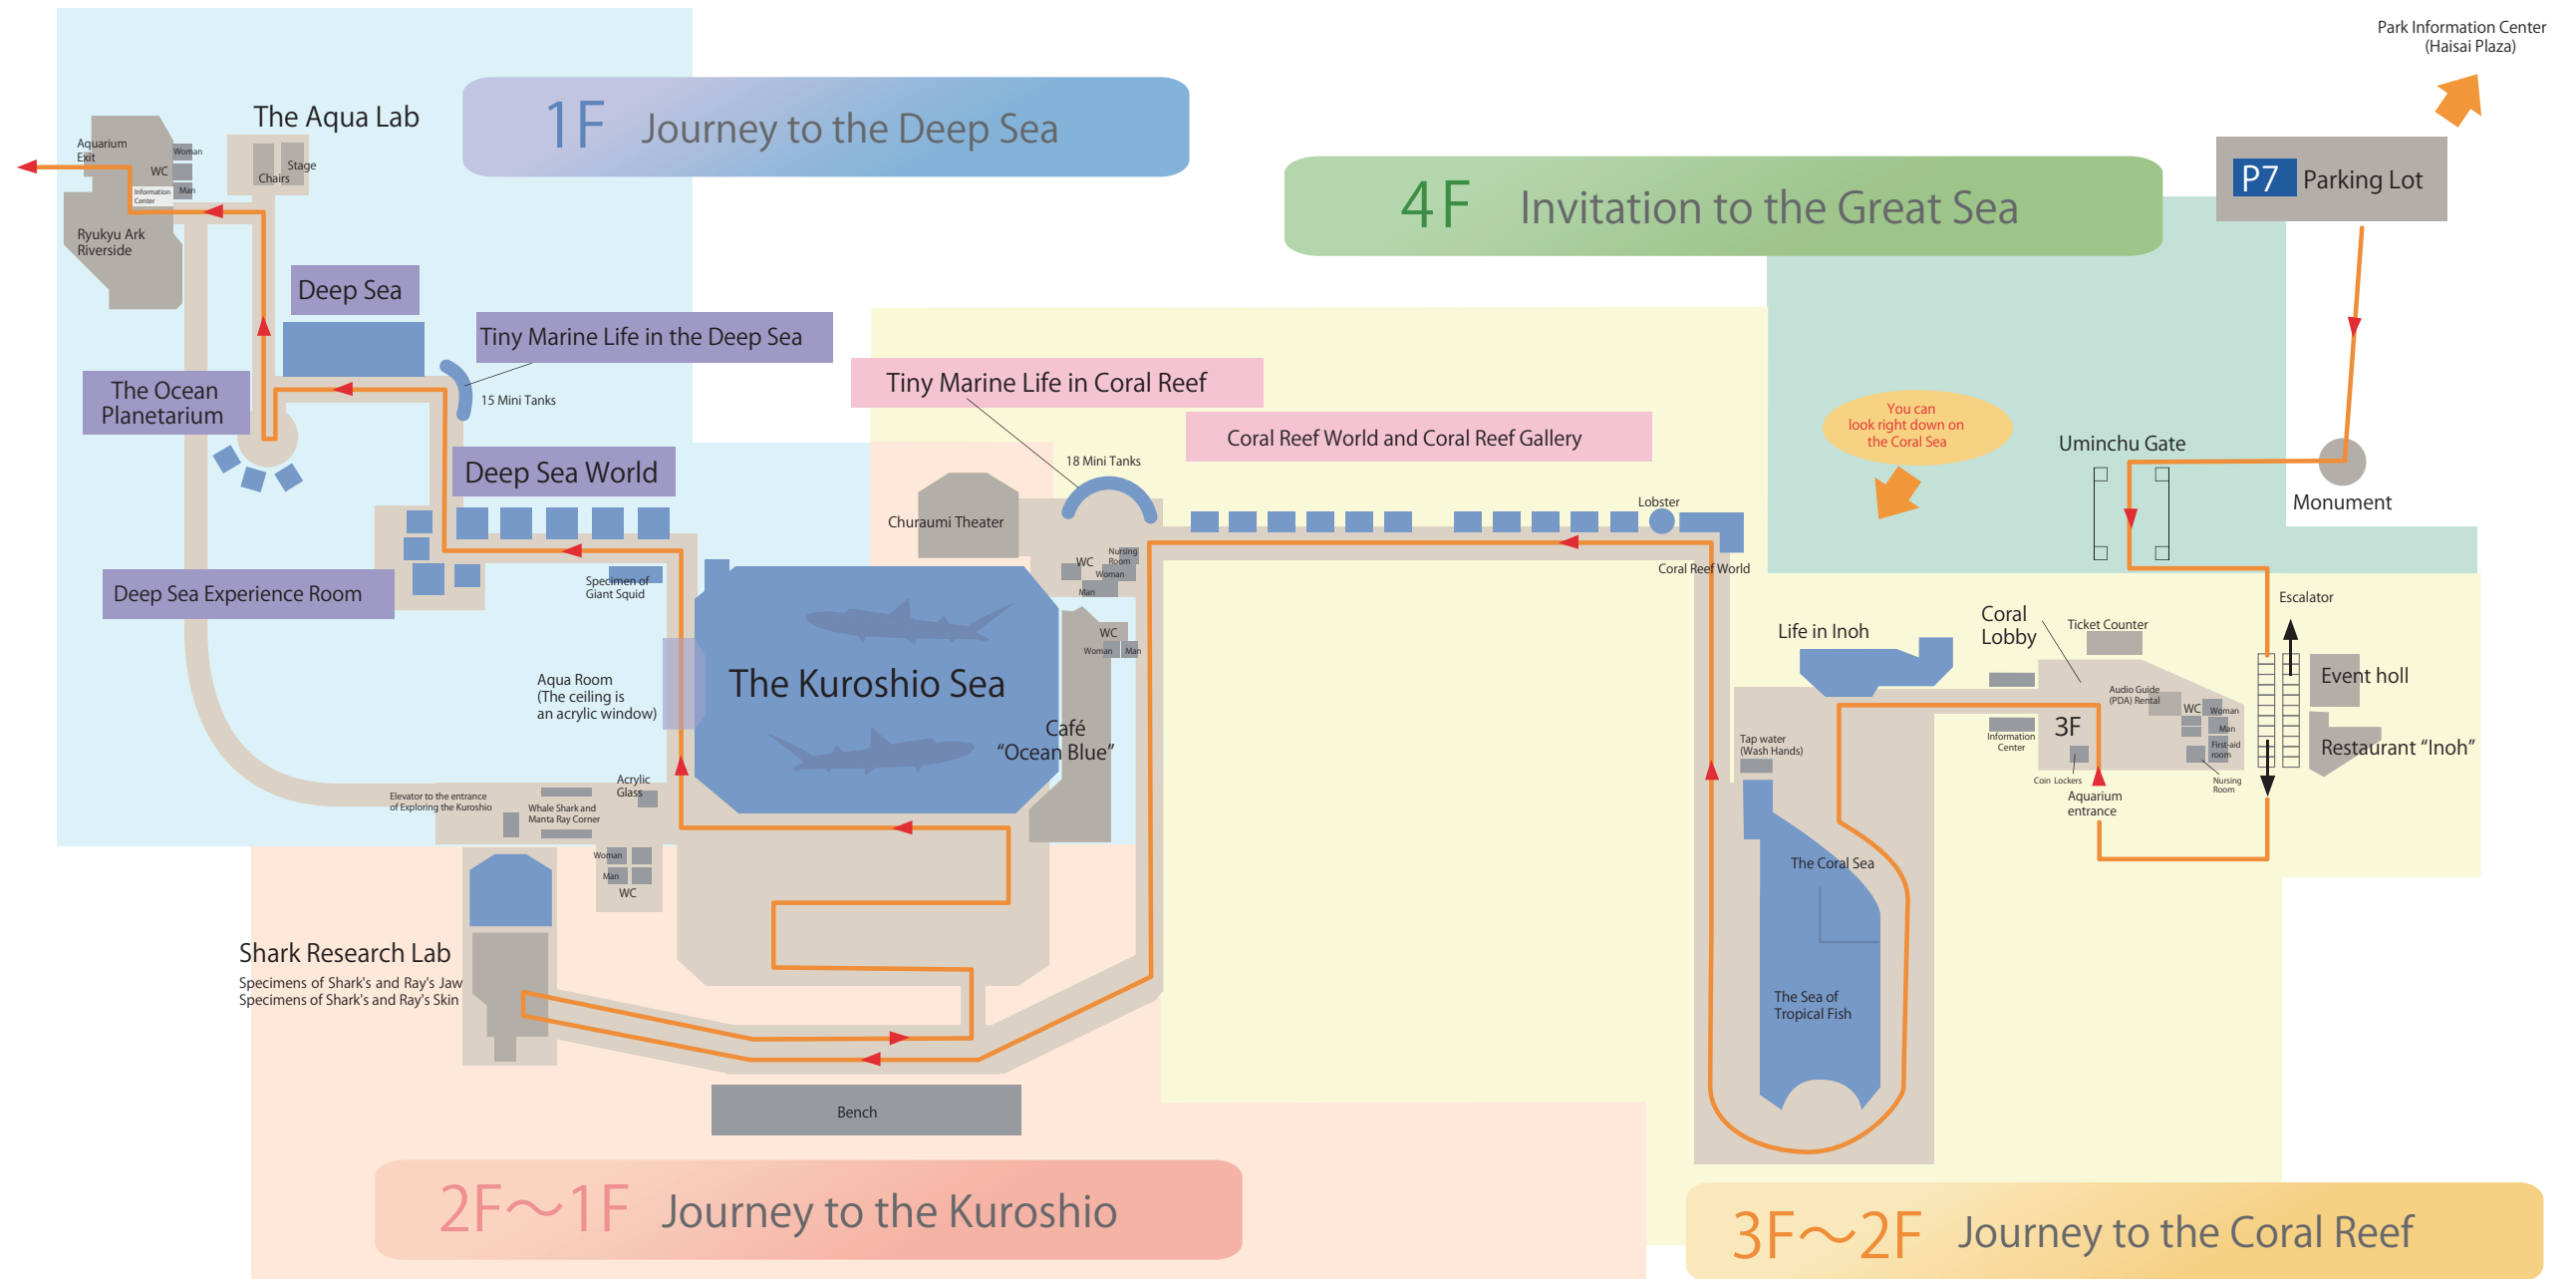 Park Information Center
(Haisai Plaza)
1F Journey to the Deep Sea
The Aqua Lab
Aquarium
Exit
WC
Woman
Man
Information
Center
Stage
Chairs
Ryukyu Ark
Riverside
4F Invitation to the Great Sea
P7 Parking Lot
Deep Sea
Tiny Marine Life in the Deep Sea
15 Mini Tanks
The Ocean
Planetarium
Tiny Marine Life in Coral Reef
Coral Reef World and Coral Reef Gallery
You can
look right down on
the Coral Sea
Uminchu Gate
Monument
Deep Sea World
18 Mini Tanks
Churaumi Theater
Lobster
Coral Reef World
WC
Nursing
Room
Woman
Man
Deep Sea Experience Room
Specimen of
Giant Squid
Escalator
Life in Inoh
Coral
Lobby
Ticket Counter
WC
Woman
Man
Aqua Room
(The ceiling is
an acrylic window)
The Kuroshio Sea
Café
“Ocean Blue”
Event holl
Audio Guide
(PDA) Rental
WC
Woman
Man
First-aid
room
Nursing
Room
3F
Information
Center
Coin Lockers
Restaurant “Inoh”
Tap water
(Wash Hands)
Aquarium
entrance
Acrylic
Glass
Elevator to the entrance
of Exploring the Kuroshio
Whale Shark and
Manta Ray Corner
Woman
Man
WC
The Coral Sea
Shark Research Lab
Specimens of Shark's and Ray's Jaw
Specimens of Shark's and Ray's Skin
The Sea of
Tropical Fish
Bench
2F～1F Journey to the Kuroshio
3F～2F Journey to the Coral Reef